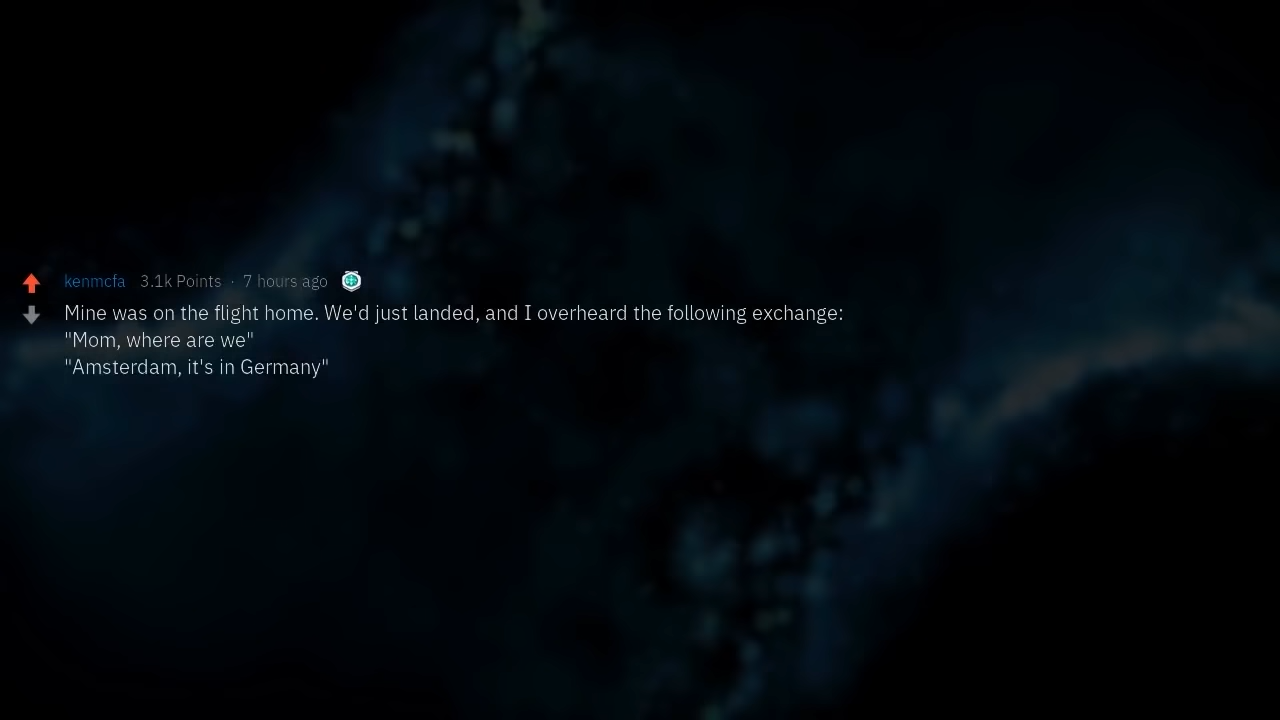 kenmcfa 3.1k Points · 7 hours ago
Mine was on the flight home. We'd just landed, and I overheard the following exchange:
"Mom, where are we"
"Amsterdam, it's in Germany"